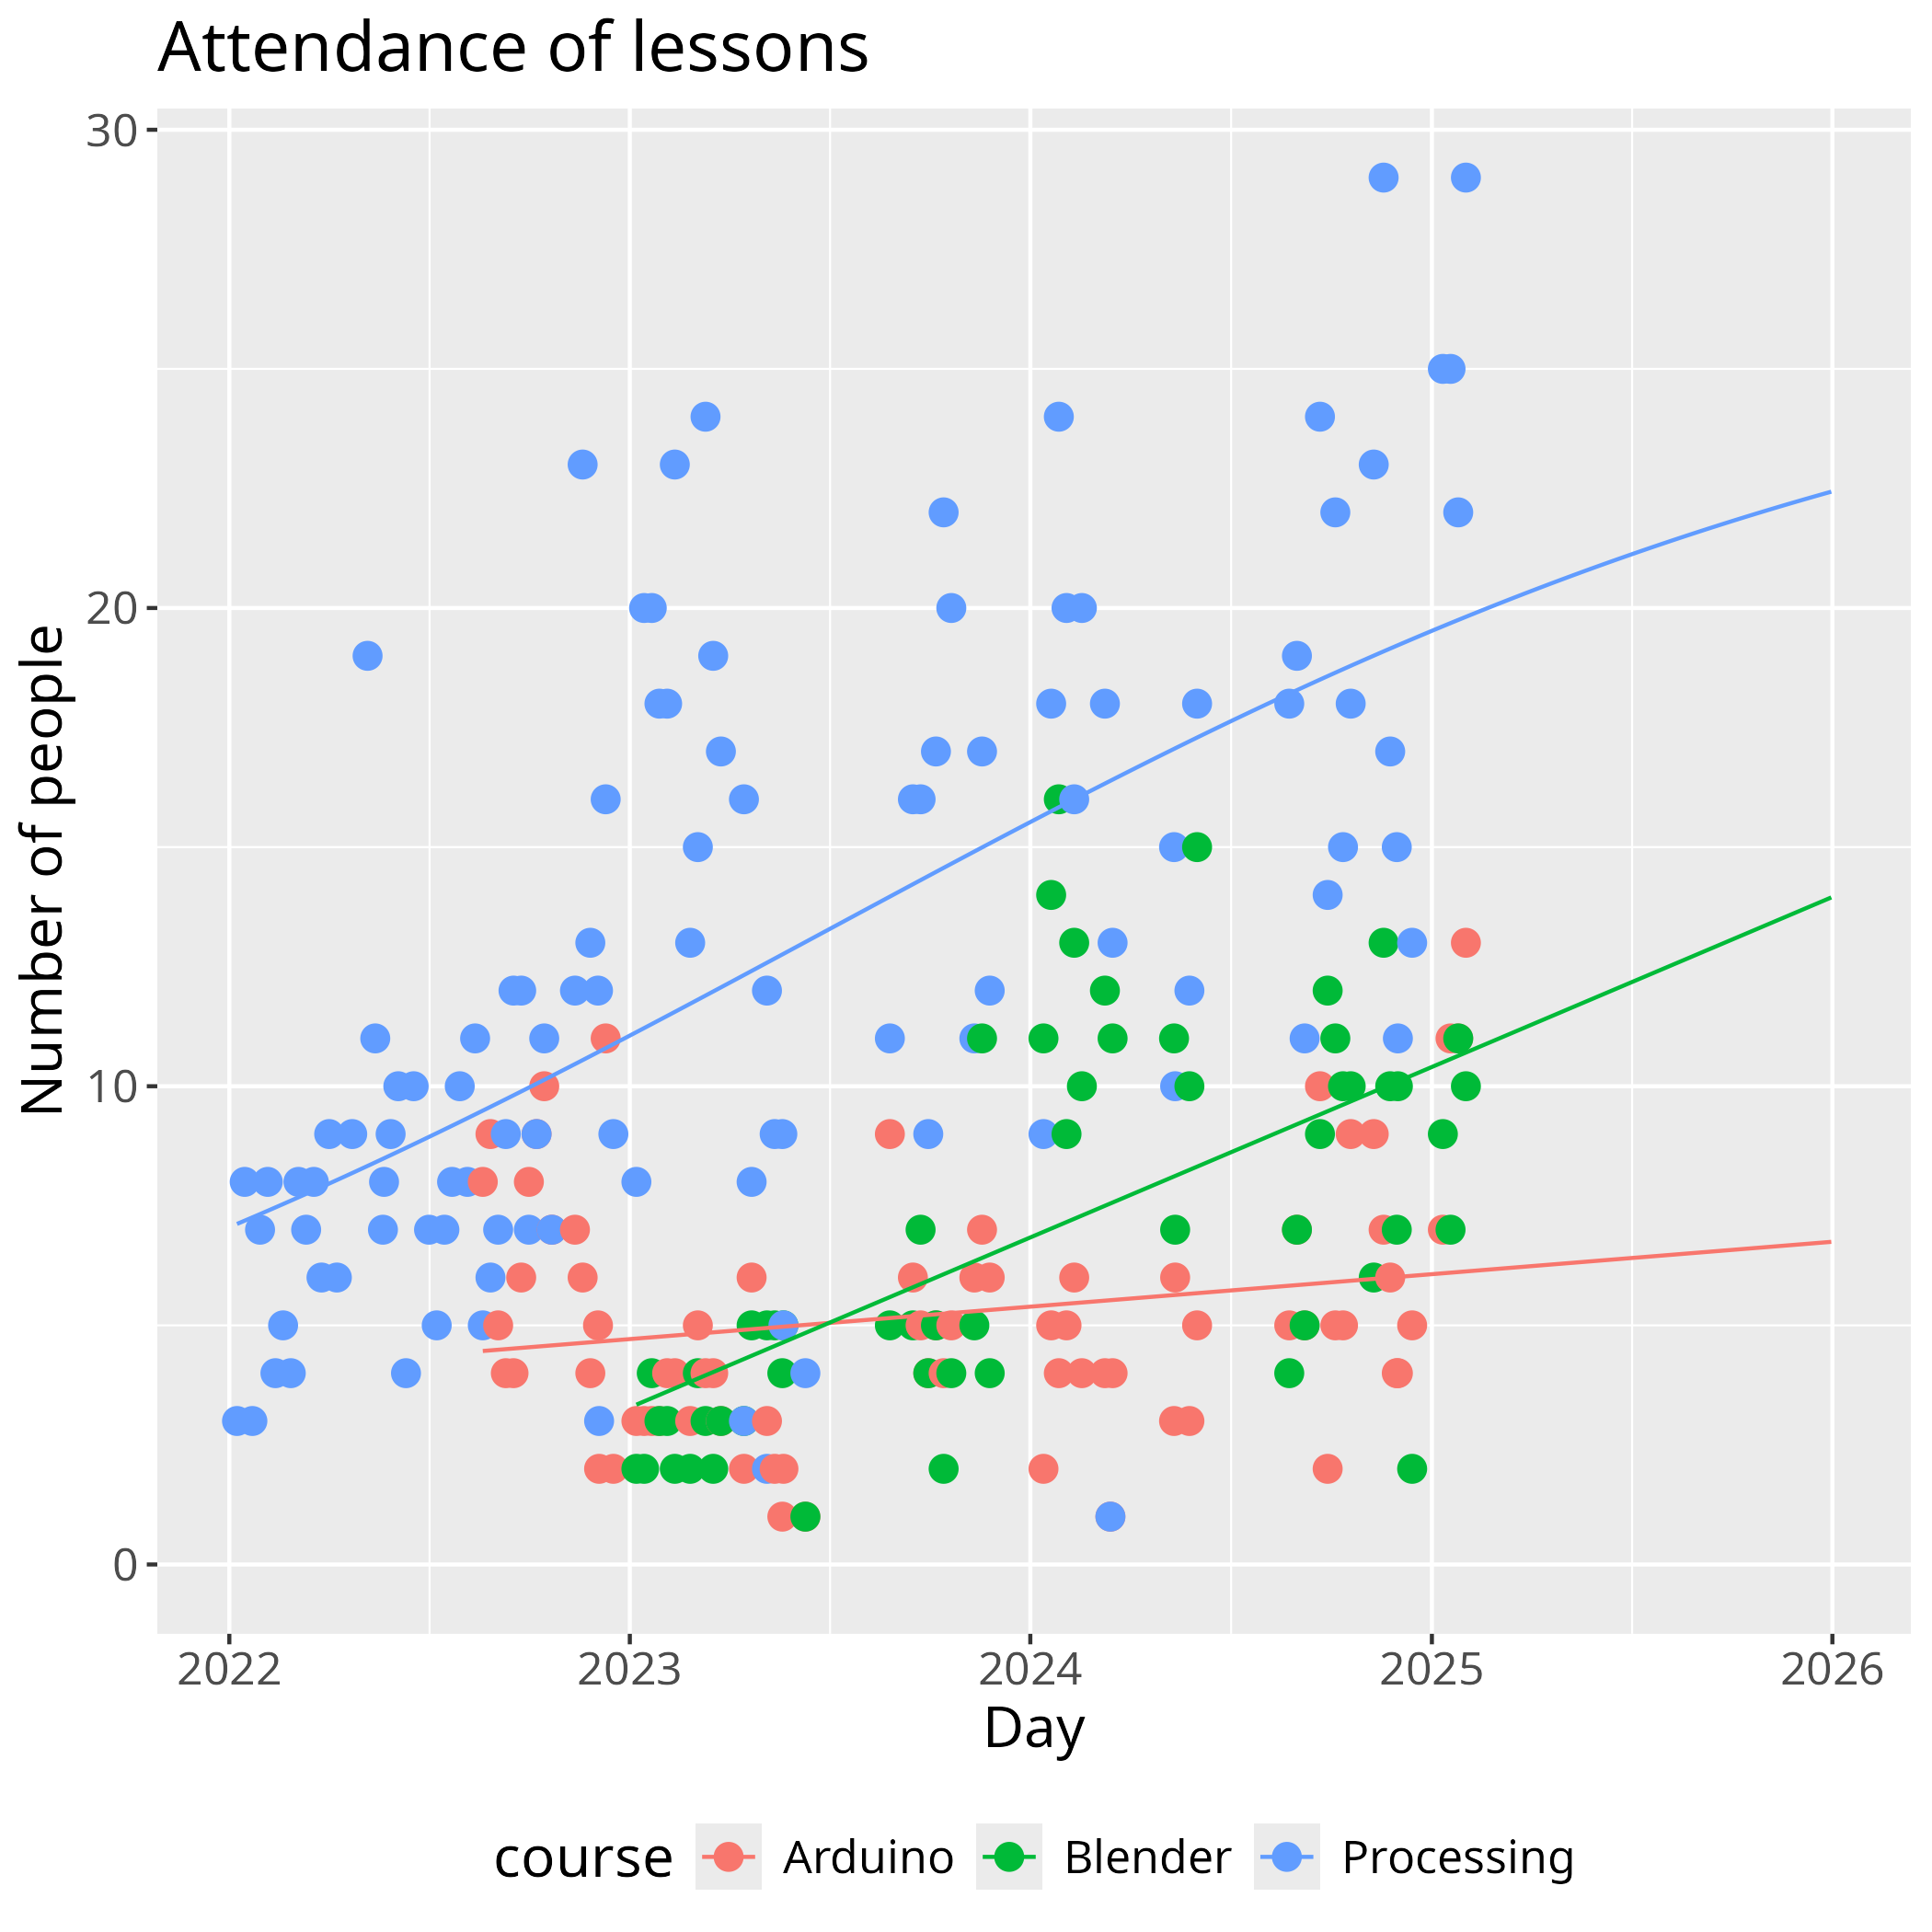 Attendance of lessons
Number of people
30
20
10
0
2022 2023 2024 2025 2026
Day
course Arduino Blender Processing